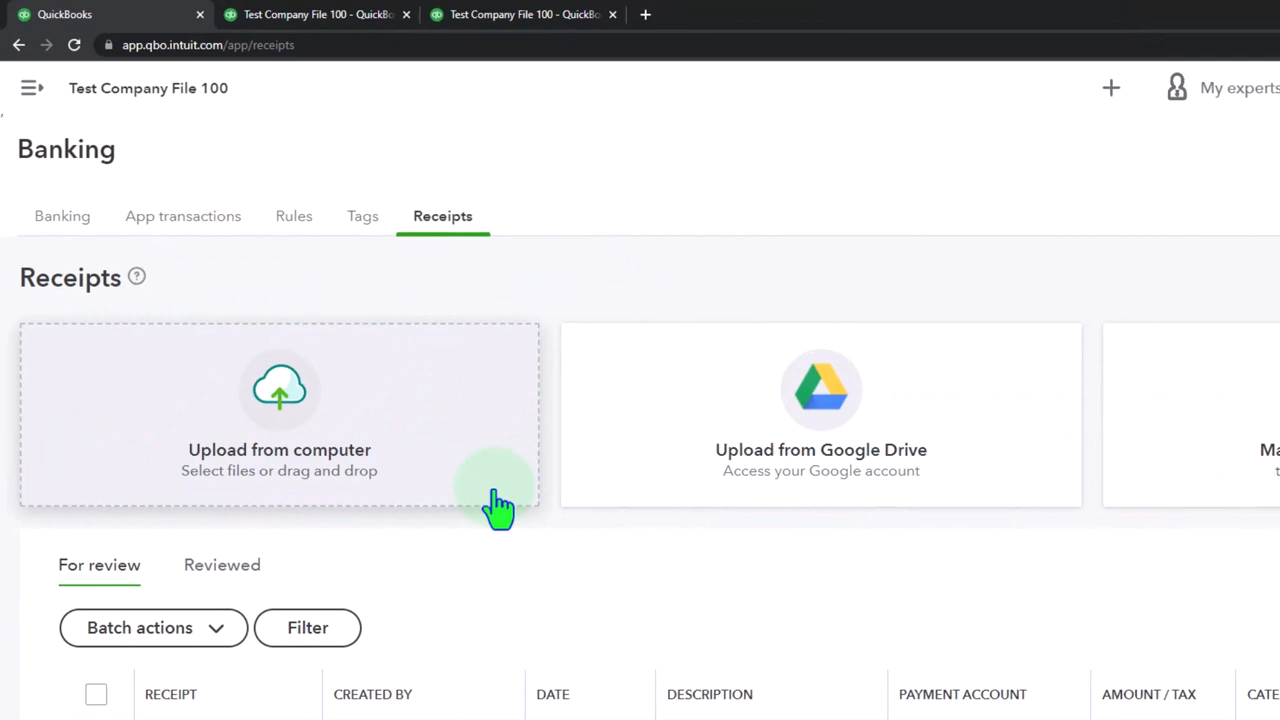 QuickBooks
Test Company File 100 - QuickBo
Test Company File 100 - QuickBo
app.qbo.intuit.com/app/receipts
Test Company File 100
My experts
Banking
Banking
App transactions
Rules
Tags
Receipts
Receipts
Upload from computer
Select files or drag and drop
Upload from Google Drive
Access your Google account
For review
Reviewed
Batch actions
Filter
RECEIPT
CREATED BY
DATE
DESCRIPTION
PAYMENT ACCOUNT
AMOUNT / TAX
CATE